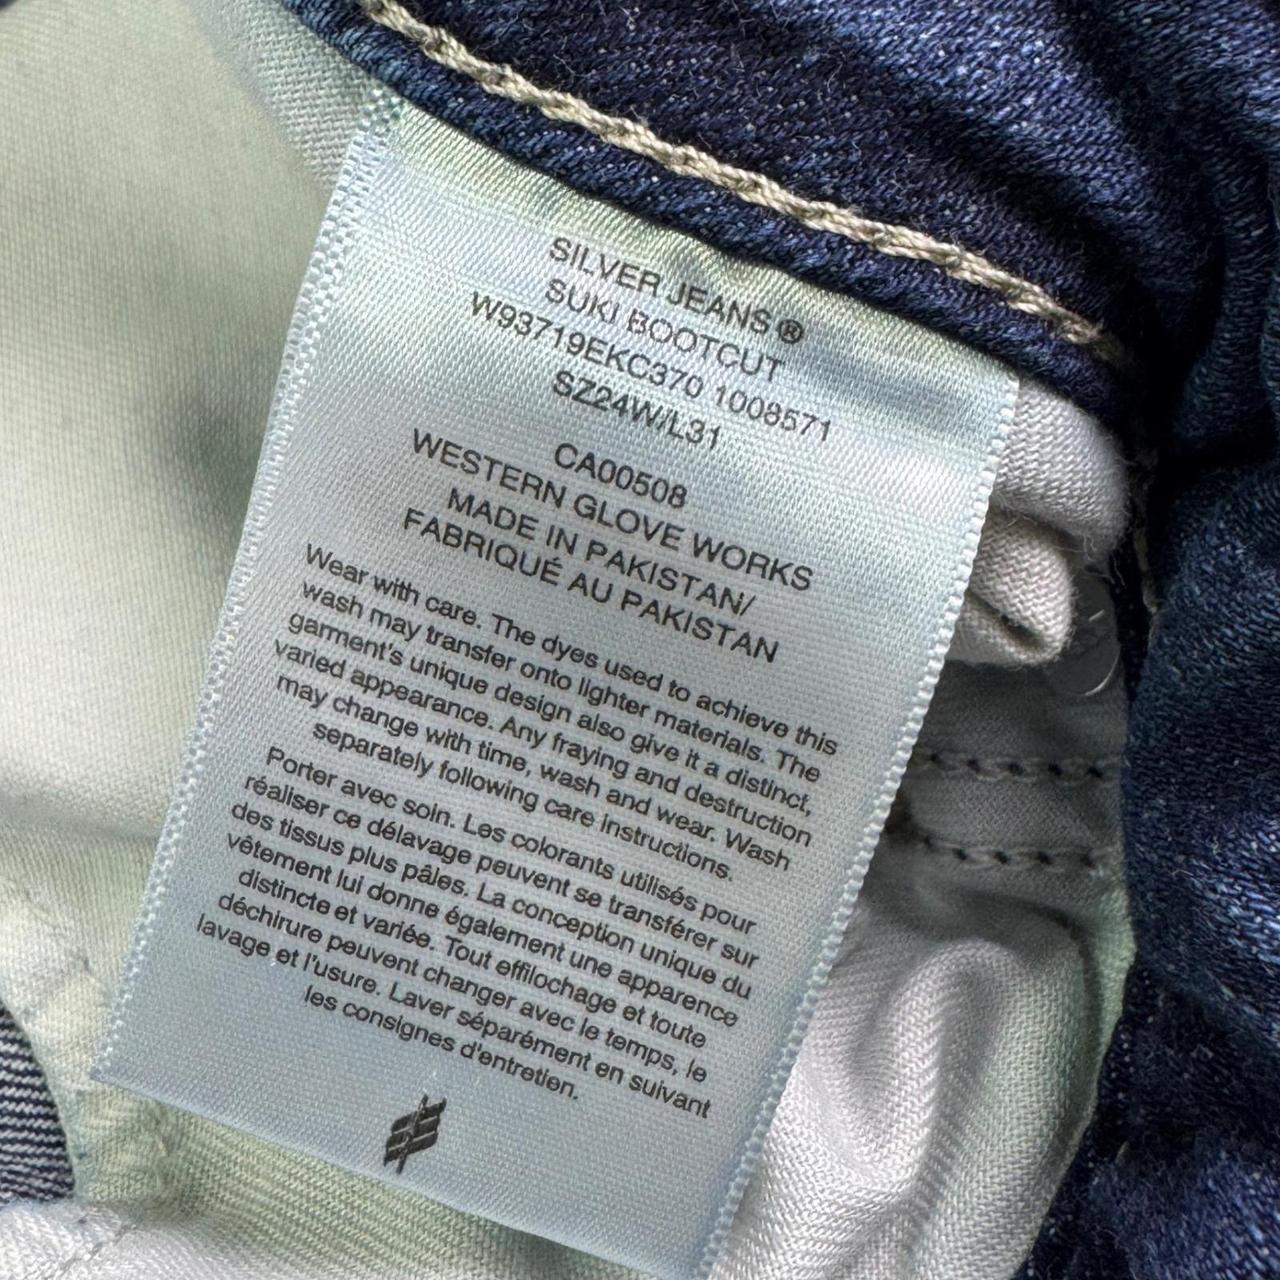 SILVER JEANS®
SUKI BOOTCUT
W93719EKC370 1008571
SZ24W/L31
CA00508
WESTERN GLOVE WORKS
MADE IN PAKISTAN/
FABRIQUÉ AU PAKISTAN
Wear with care. The dyes used to achieve this
wash may transfer onto lighter materials. The
garment's unique design also give it a distinct,
varied appearance. Any fraying and destruction
may change with time, wash and wear. Wash
separately following care instructions.
Porter avec soin. Les colorants utilisés pour
réaliser ce délavage peuvent se transférer sur
des tissus plus pâles. La conception unique du
vêtement lui donne également une apparence
distincte et variée. Tout effilochage et toute
déchirure peuvent changer avec le temps, le
lavage et l'usure. Laver séparément en suivant
les consignes d'entretien.